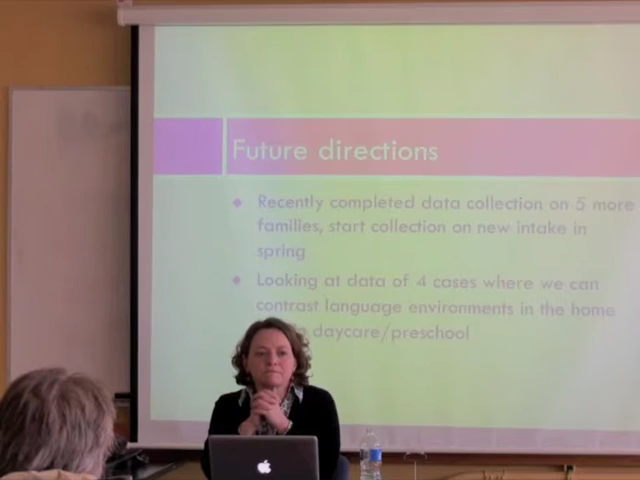 Future directions
Recently completed data collection on 5 more
families, start collection on new intake in
spring
Looking at data of 4 cases where we can
contrast language environments in the home
daycare/preschool